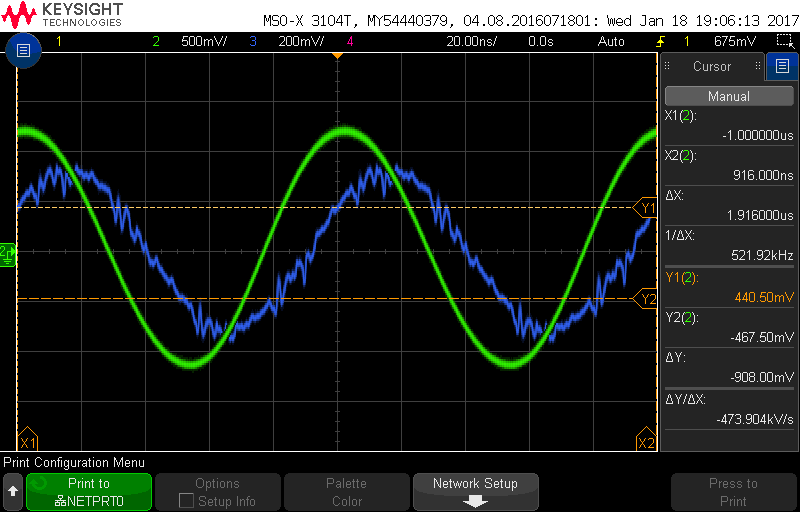 KEYSIGHT
TECHNOLOGIES
MSO-X 3104T, MY54440379, 04.08.2016071801: Wed Jan 18 19:06:13 2017
1 2 500mV/ 3 200mV/ 4 20.00ns/ 0.0s Auto 1 675mV
Cursor
Manual
X1(2):
-1.000000us
X2(2):
916.000ns
ΔX:
1.916000us
1/ΔX:
521.92kHz
Y1(2):
440.50mV
Y2(2):
-467.50mV
ΔY:
-908.00mV
ΔY/ΔX:
-473.904kV/s
Y1
2
Y2
X1
X2
Print Configuration Menu
Print to
NETPRT0
Options
Setup Info
Palette
Color
Network Setup
Press to
Print